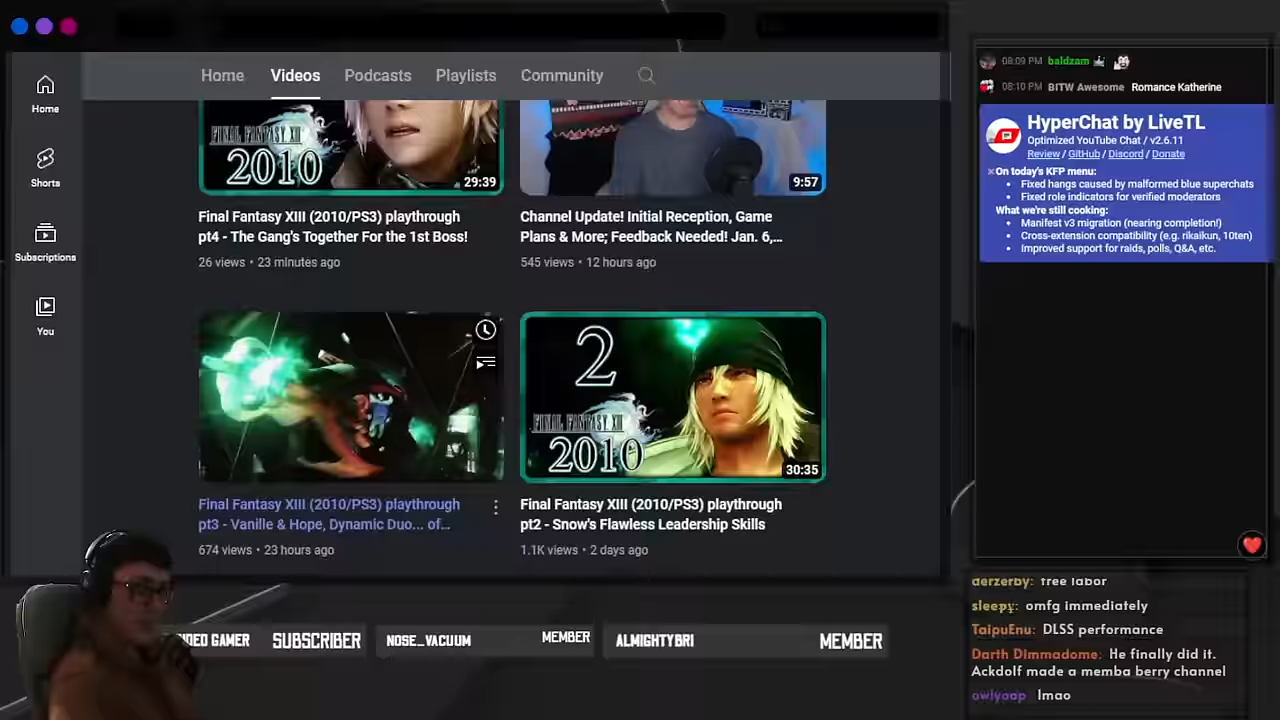 Home
Videos
Podcasts
Playlists
Community
Home
Shorts
Subscriptions
You
FINAL FANTASY XIII
2010
29:39
Final Fantasy XIII (2010/PS3) playthrough
pt4 - The Gang's Together For the 1st Boss!
26 views • 23 minutes ago
9:57
Channel Update! Initial Reception, Game
Plans & More; Feedback Needed! Jan. 6,...
545 views • 12 hours ago
Final Fantasy XIII (2010/PS3) playthrough
pt3 - Vanille & Hope, Dynamic Duo... of...
674 views • 23 hours ago
2
FINAL FANTASY XIII
2010
30:35
Final Fantasy XIII (2010/PS3) playthrough
pt2 - Snow's Flawless Leadership Skills
1.1K views • 2 days ago
08:09 PM baldzam
08:10 PM BITW Awesome Romance Katherine
HyperChat by LiveTL
Optimized YouTube Chat / v2.6.11
Review / GitHub / Discord / Donate
On today's KFP menu:
• Fixed hangs caused by malformed blue superchats
• Fixed role indicators for verified moderators
What we're still cooking:
• Manifest v3 migration (nearing completion!)
• Cross-extension compatibility (e.g. rikaikun, 10ten)
• Improved support for raids, polls, Q&A, etc.
derzerby: free labor
sleepy: omfg immediately
TaipuEnu: DLSS performance
Darth Dimmadome: He finally did it.
Ackdolf made a memba berry channel
owlyoop lmao
GAMER SUBSCRIBER
NOSE_VACUUM MEMBER
ALMIGHTYBRI MEMBER